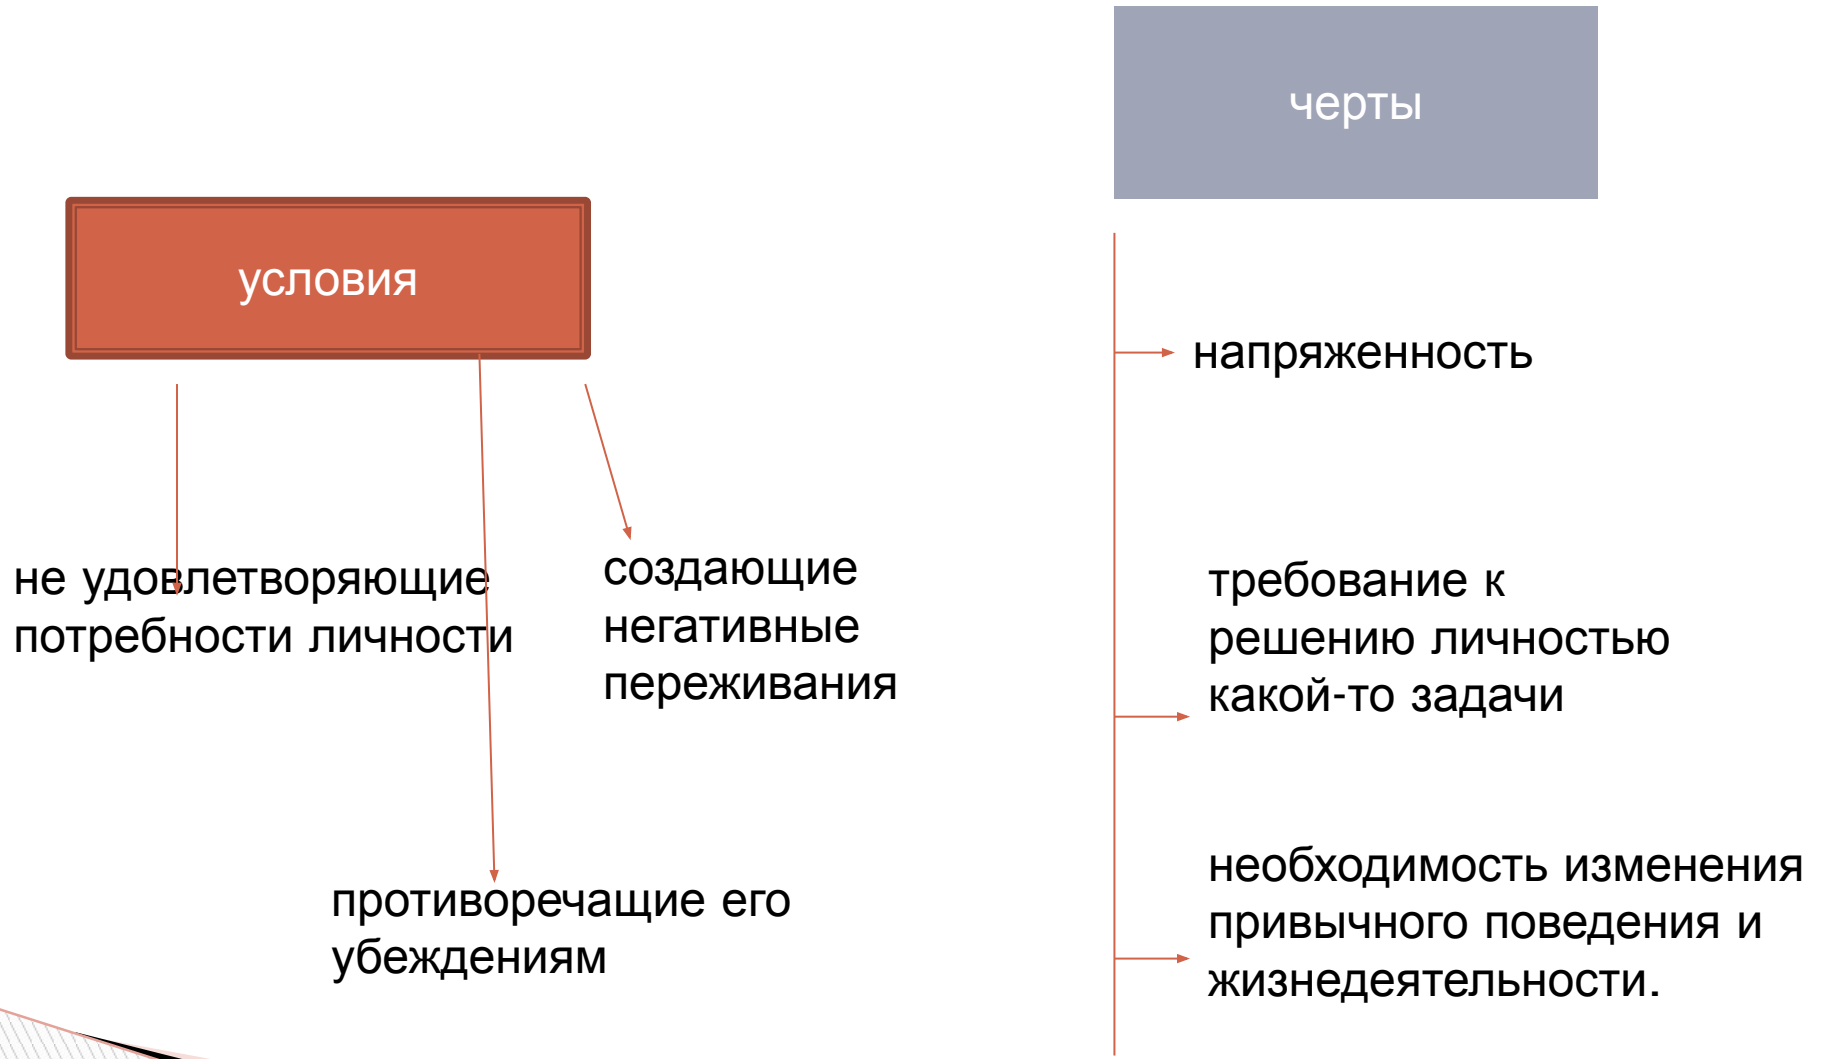 условия
не удовлетворяющие
потребности личности
создающие
негативные
переживания
противоречащие его
убеждениям
черты
напряженность
требование к
решению личностью
какой-то задачи
необходимость изменения
привычного поведения и
жизнедеятельности.